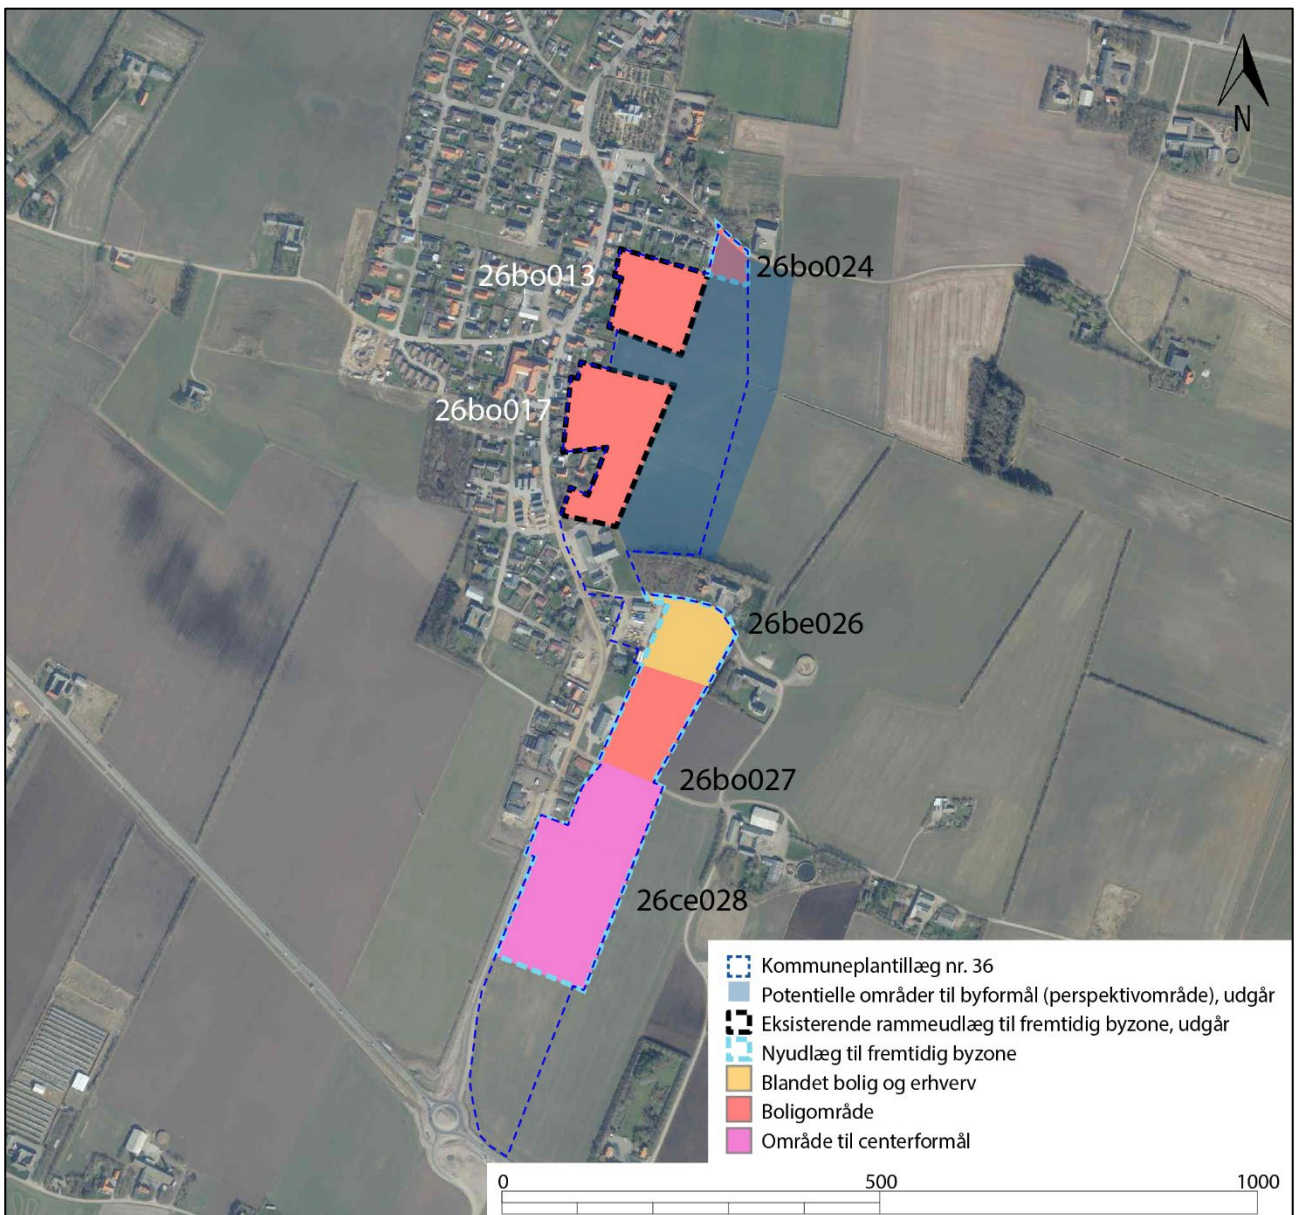 N
26bo013
26bo024
26bo017
26be026
26bo027
26ce028
Kommuneplantillæg nr. 36
Potentielle områder til byformål (perspektivområde), udgår
Eksisterende rammeudlæg til fremtidig byzone, udgår
Nyudlæg til fremtidig byzone
Blandet bolig og erhverv
Boligområde
Område til centerformål
0 500 1000